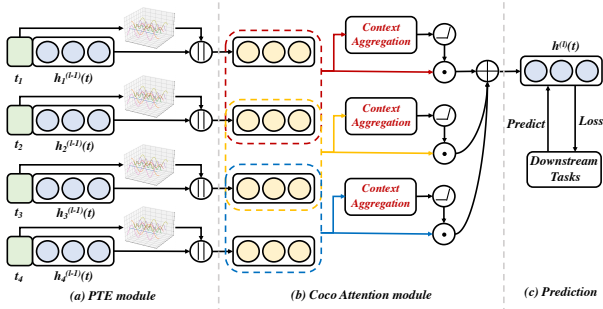 t1
h1(l-1)(t)
||
t2
h2(l-1)(t)
||
t3
h3(l-1)(t)
||
t4
h4(l-1)(t)
||
(a) PTE module
Context
Aggregation
Context
Aggregation
Context
Aggregation
(b) Coco Attention module
h(l)(t)
Predict
Loss
Downstream
Tasks
(c) Prediction